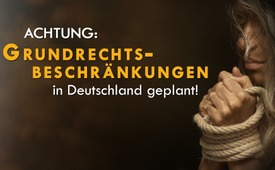 ACHTUNG:
GRUNDRECHTS-
BESCHRÄNKUNGEN
in Deutschland geplant!